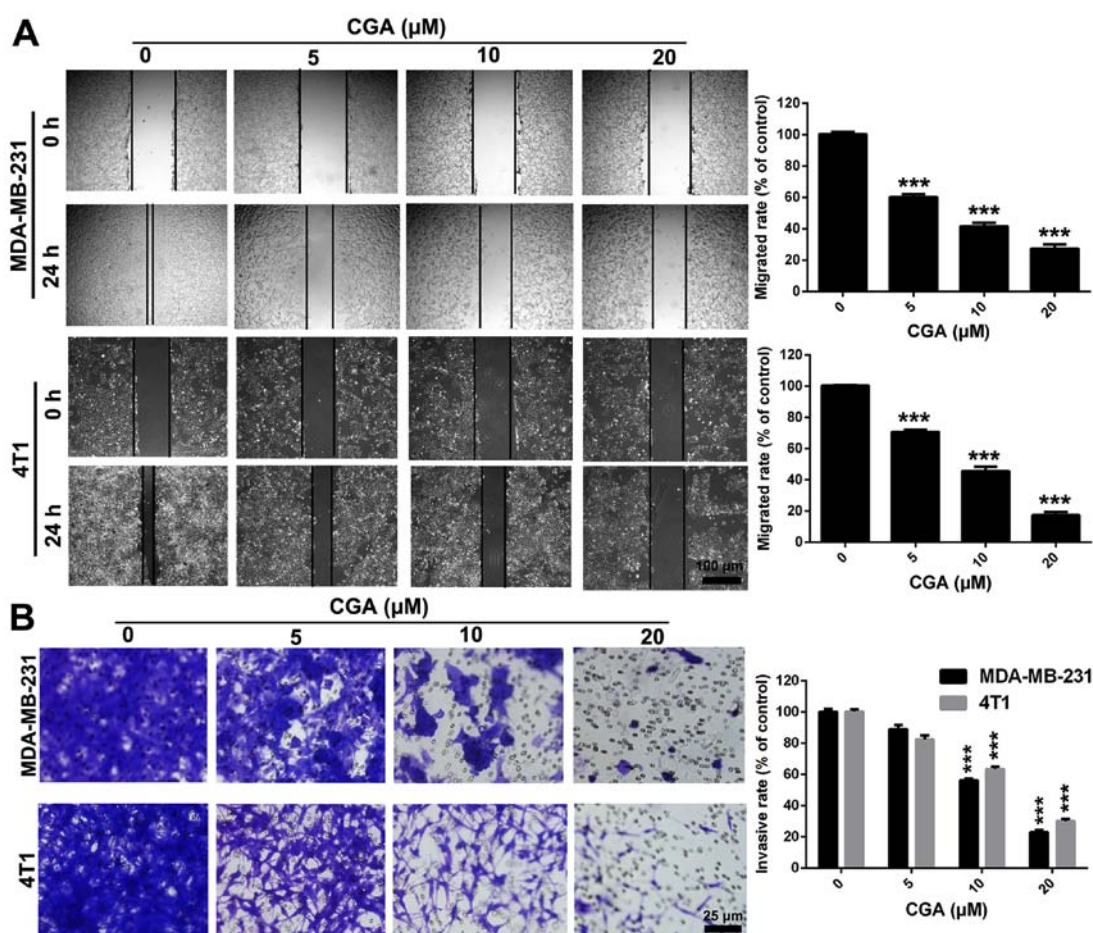 A
CGA (µM)
0 5 10 20
MDA-MB-231
0 h
24 h
4T1
0 h
24 h
100 µm
Migrated rate (% of control)
120
100
80
60
40
20
0
***
***
***
0 5 10 20
CGA (µM)
Migrated rate (% of control)
120
100
80
60
40
20
0
***
***
***
0 5 10 20
CGA (µM)
B
CGA (µM)
0 5 10 20
MDA-MB-231
4T1
25 µm
MDA-MB-231
4T1
Invasive rate (% of control)
120
100
80
60
40
20
0
***
***
***
***
0 5 10 20
CGA (µM)